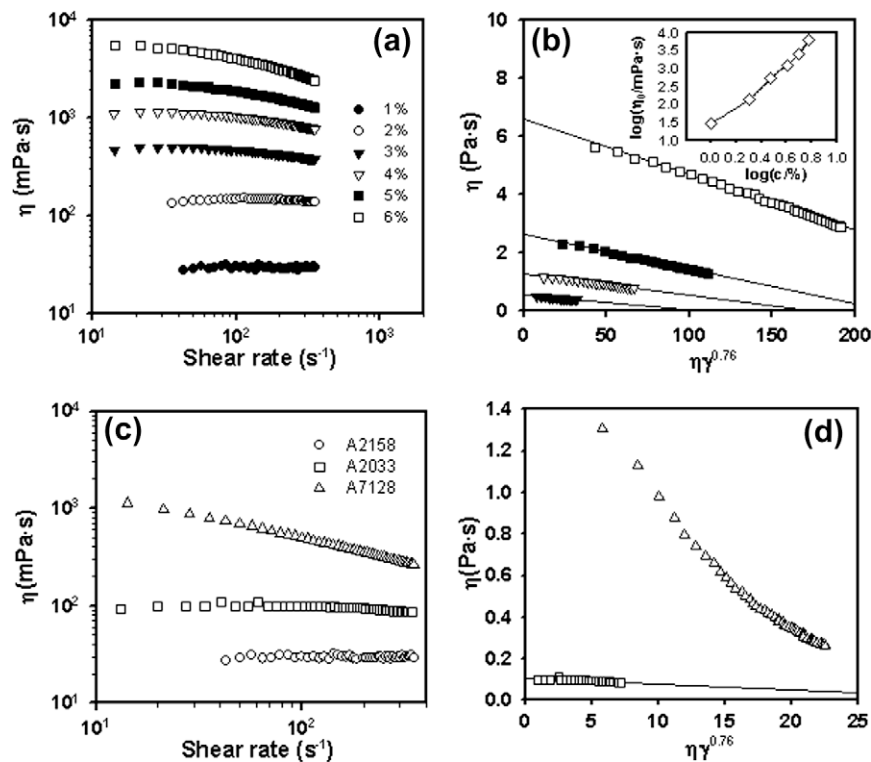 (a)
η (mPa·s)
10⁴
10³
10²
10¹
1%
2%
3%
4%
5%
6%
10¹ 10² 10³
Shear rate (s⁻¹)
(b)
η (Pa·s)
10
8
6
4
2
0
0 50 100 150 200
ηγ^0.76
log(η₀/mPa·s)
4.0
3.5
3.0
2.5
2.0
1.5
1.0
0.0 0.2 0.4 0.6 0.8 1.0
log(c/%)
(c)
η(mPa·s)
10⁴
10³
10²
10¹
A2158
A2033
A7128
10¹ 10²
Shear rate (s⁻¹)
(d)
η(Pa·s)
1.4
1.2
1.0
0.8
0.6
0.4
0.2
0.0
0 5 10 15 20 25
ηγ^0.76